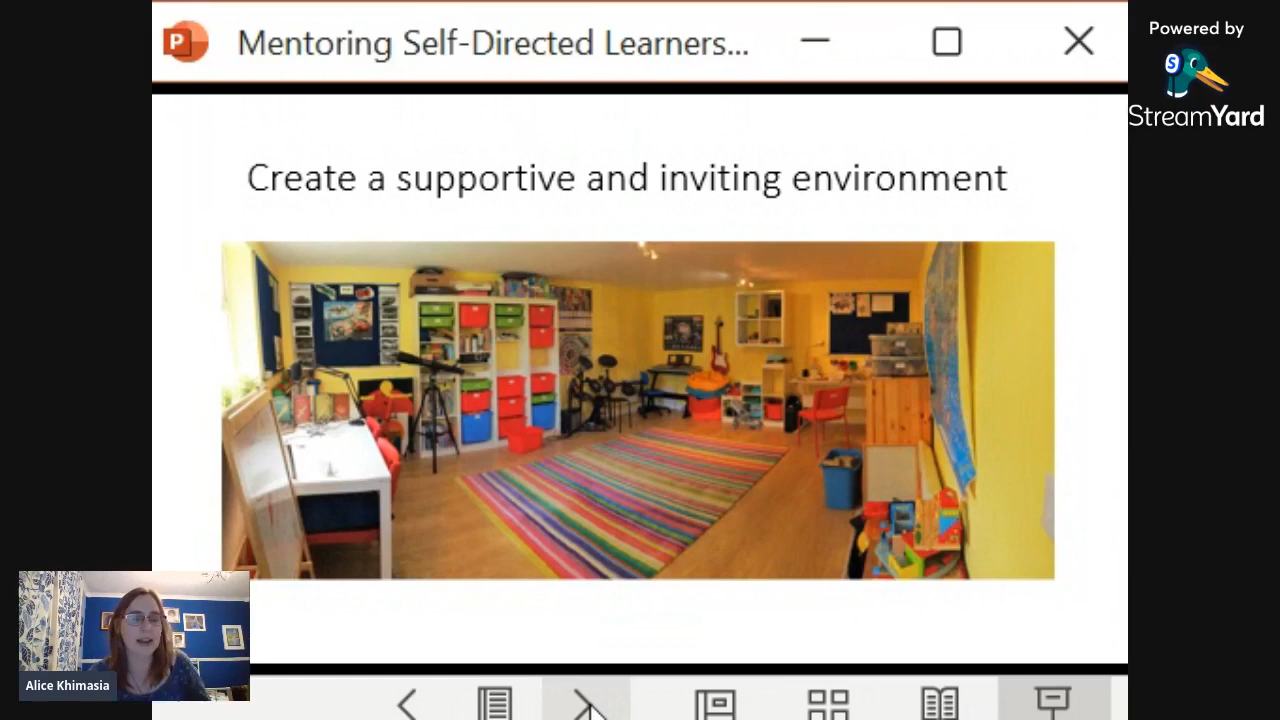 Mentoring Self-Directed Learners...
Powered by
StreamYard
Create a supportive and inviting environment
Alice Khimasia